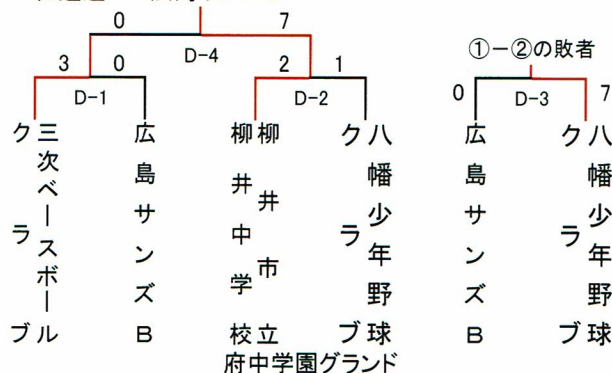 0 7
D-4
①−②の敗者
3 0
2 1
0 7
D-1
D-2
D-3
三次ベースボールクラブ
広島サンズB
柳井市立柳井中学校
八幡少年野球クラブ
広島サンズB
八幡少年野球クラブ
府中学園グランド